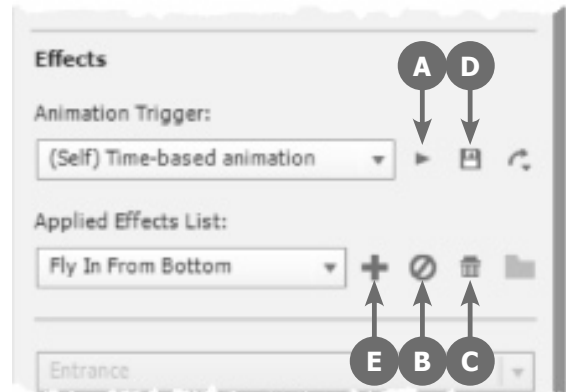 Effects
A D
Animation Trigger:
(Self) Time-based animation
Applied Effects List:
Fly In From Bottom
E B C
Entrance